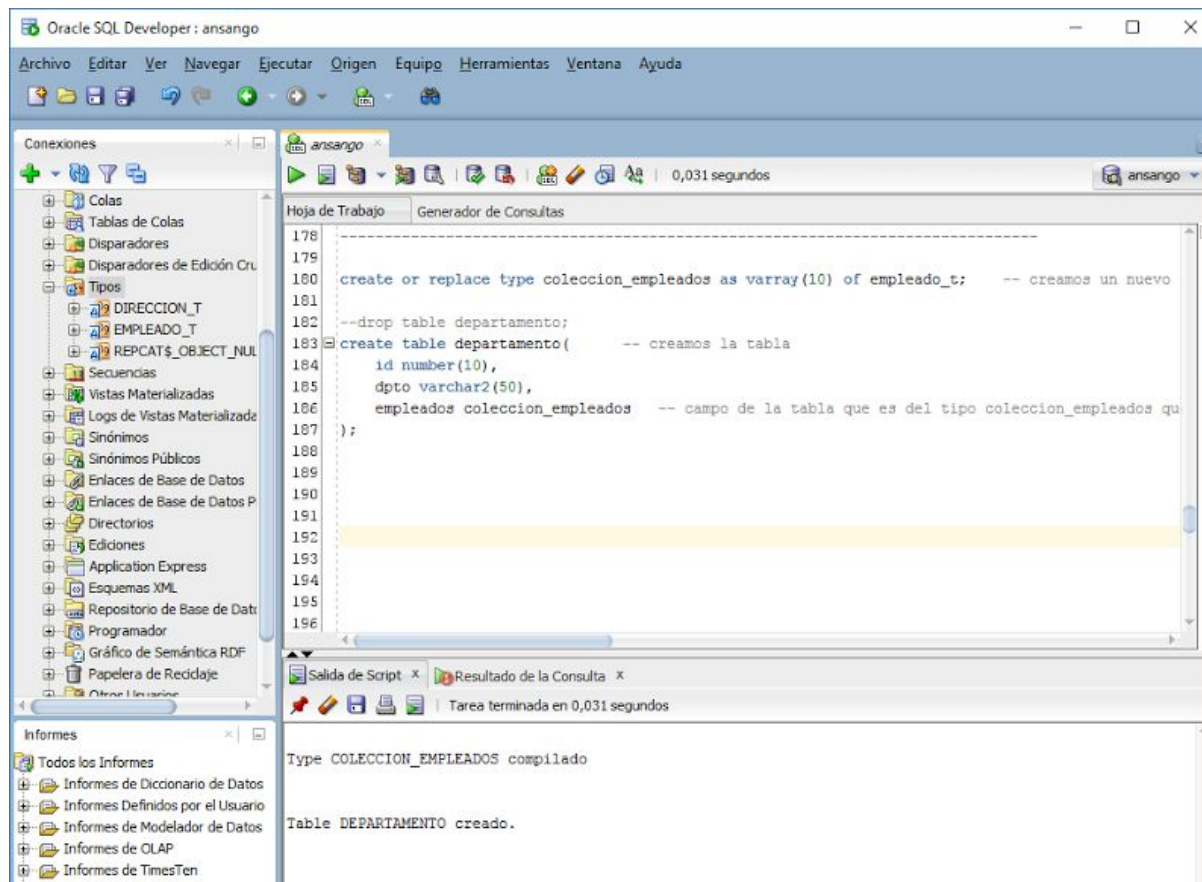 Oracle SQL Developer : ansango
Archivo Editar Ver Navegar Ejecutar Origen Equipo Herramientas Ventana Ayuda
Conexiones
Colas
Tablas de Colas
Disparadores
Disparadores de Edición Cru
Tipos
DIRECCION_T
EMPLEADO_T
REPCAT$_OBJECT_NUL
Secuencias
Vistas Materializadas
Logs de Vistas Materializada
Sinónimos
Sinónimos Públicos
Enlaces de Base de Datos
Enlaces de Base de Datos P
Directorios
Ediciones
Application Express
Esquemas XML
Repositorio de Base de Dat
Programador
Gráfico de Semántica RDF
Papelera de Reciclaje
Otros Usuarios
Informes
Todos los Informes
Informes de Diccionario de Datos
Informes Definidos por el Usuario
Informes de Modelador de Datos
Informes de OLAP
Informes de TimesTen
ansango
0,031 segundos
ansango
Hoja de Trabajo Generador de Consultas
178 --------------------------------------------------------------------------------
179
180 create or replace type coleccion_empleados as varray(10) of empleado_t; -- creamos un nuevo
181
182 --drop table departamento;
183 create table departamento( -- creamos la tabla
184 id number(10),
185 dpto varchar2(50),
186 empleados coleccion_empleados -- campo de la tabla que es del tipo coleccion_empleados qu
187 );
188
189
190
191
192
193
194
195
196
Salida de Script x Resultado de la Consulta x
Tarea terminada en 0,031 segundos
Type COLECCION_EMPLEADOS compilado
Table DEPARTAMENTO creado.